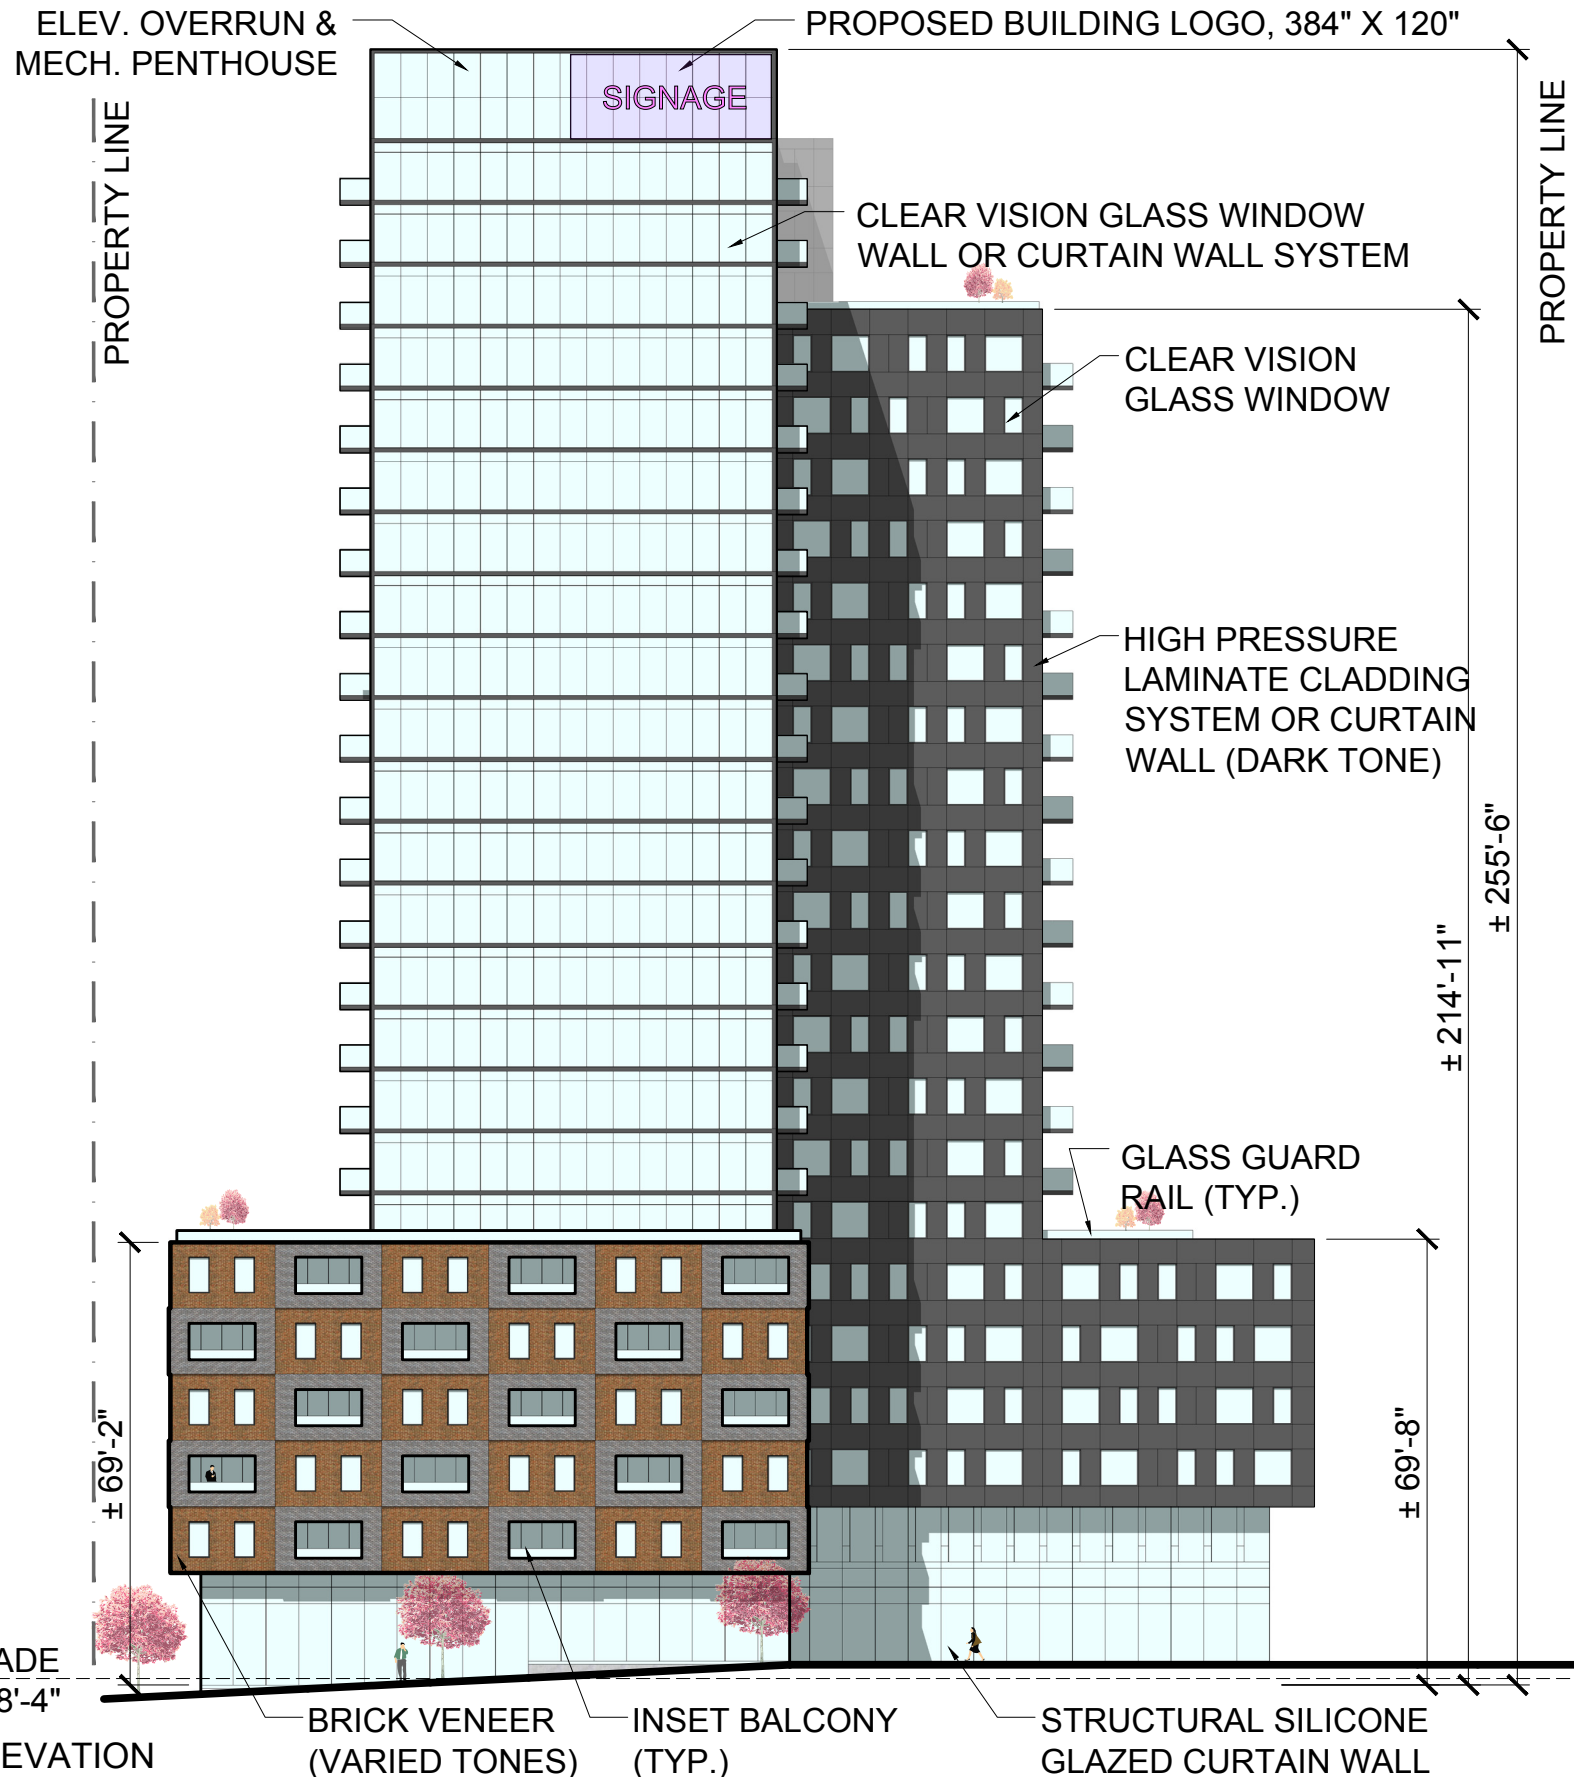 ELEV. OVERRUN &
MECH. PENTHOUSE
PROPOSED BUILDING LOGO, 384" X 120"
SIGNAGE
PROPERTY LINE
PROPERTY LINE
CLEAR VISION GLASS WINDOW
WALL OR CURTAIN WALL SYSTEM
CLEAR VISION
GLASS WINDOW
HIGH PRESSURE
LAMINATE CLADDING
SYSTEM OR CURTAIN
WALL (DARK TONE)
± 255'-6"
± 214'-11"
GLASS GUARD
RAIL (TYP.)
± 69'-2"
± 69'-8"
ADE
8'-4"
BRICK VENEER
(VARIED TONES)
INSET BALCONY
(TYP.)
STRUCTURAL SILICONE
GLAZED CURTAIN WALL
EVATION